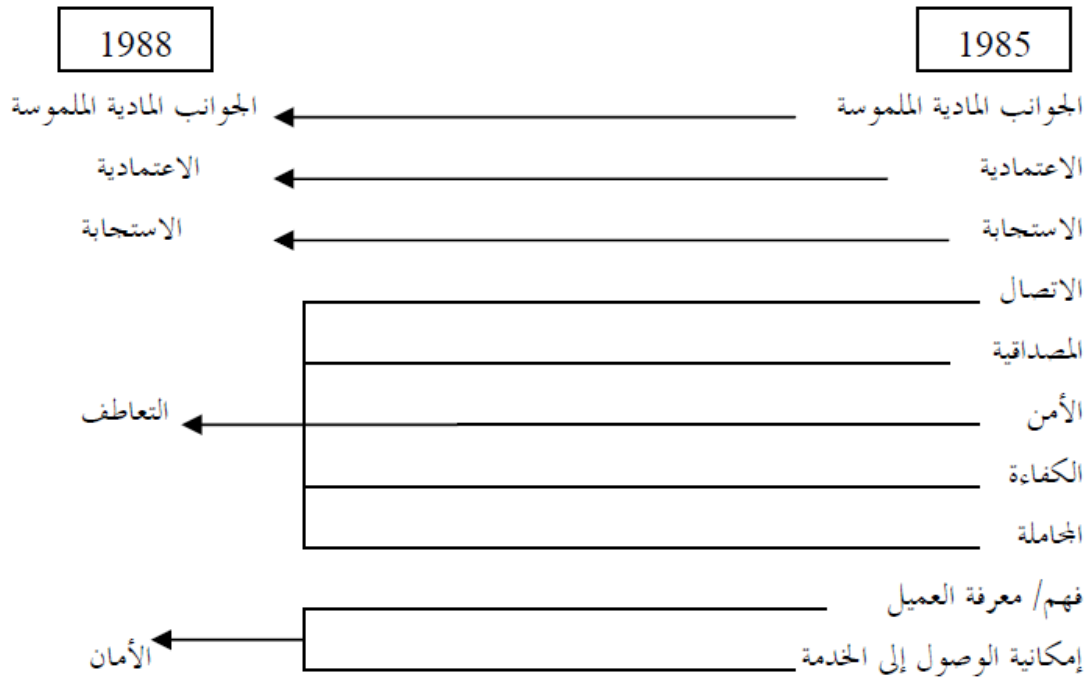 1985
1988
الجوانب المادية الملموسة
الجوانب المادية الملموسة
الاعتمادية
الاعتمادية
الاستجابة
الاستجابة
الاتصال
المصداقية
الأمن
التعاطف
الكفاءة
المجاملة
فهم/ معرفة العميل
إمكانية الوصول إلى الخدمة
الأمان